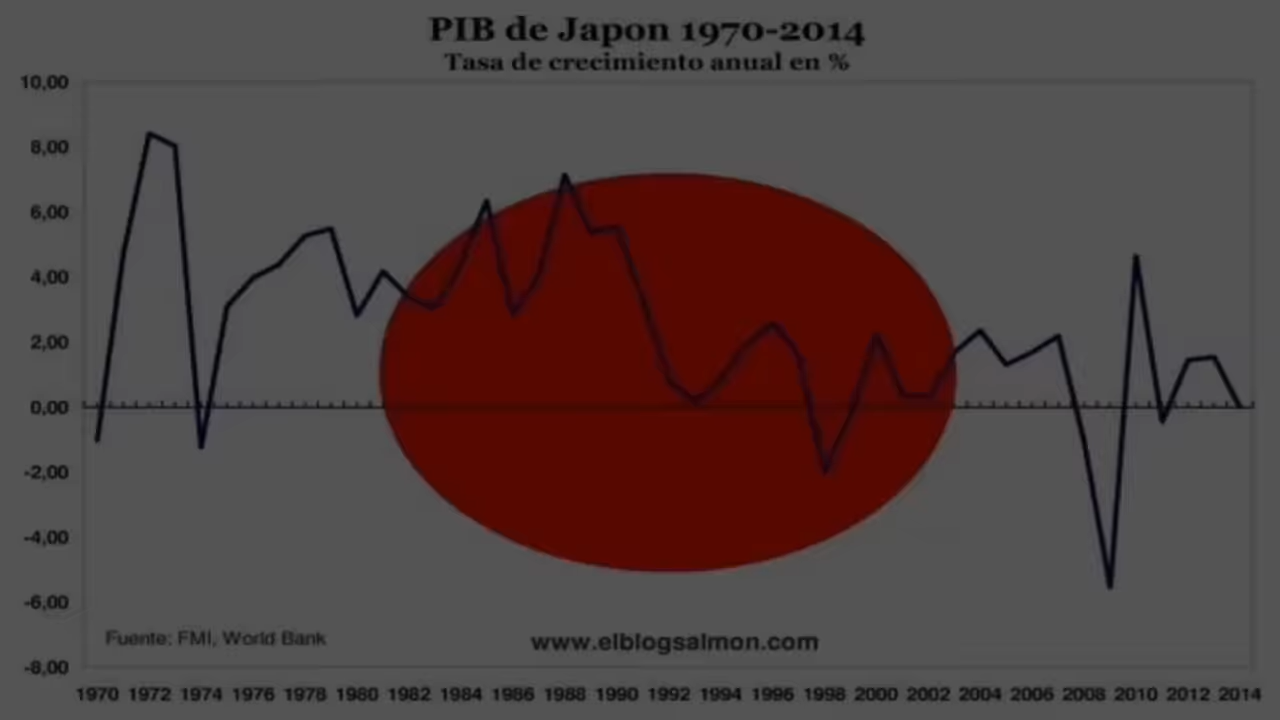 PIB de Japon 1970-2014
Tasa de crecimiento anual en %
10,00
8,00
6,00
4,00
2,00
0,00
-2,00
-4,00
-6,00
-8,00
Fuente: FMI, World Bank
www.elblogsalmon.com
1970 1972 1974 1976 1978 1980 1982 1984 1986 1988 1990 1992 1994 1996 1998 2000 2002 2004 2006 2008 2010 2012 2014